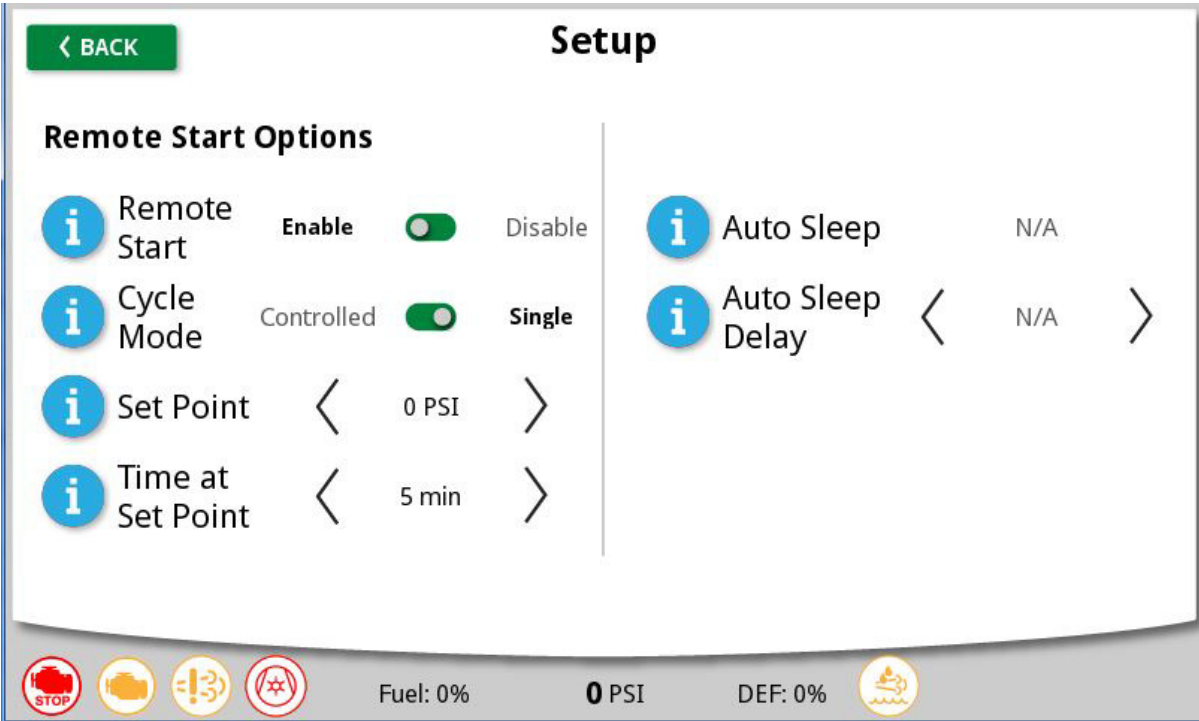 BACK
Setup
Remote Start Options
Remote
Start
Enable
Disable
Cycle
Mode
Controlled
Single
Set Point
0 PSI
Time at
Set Point
5 min
Auto Sleep
N/A
Auto Sleep
Delay
N/A
STOP
Fuel: 0%
0 PSI
DEF: 0%